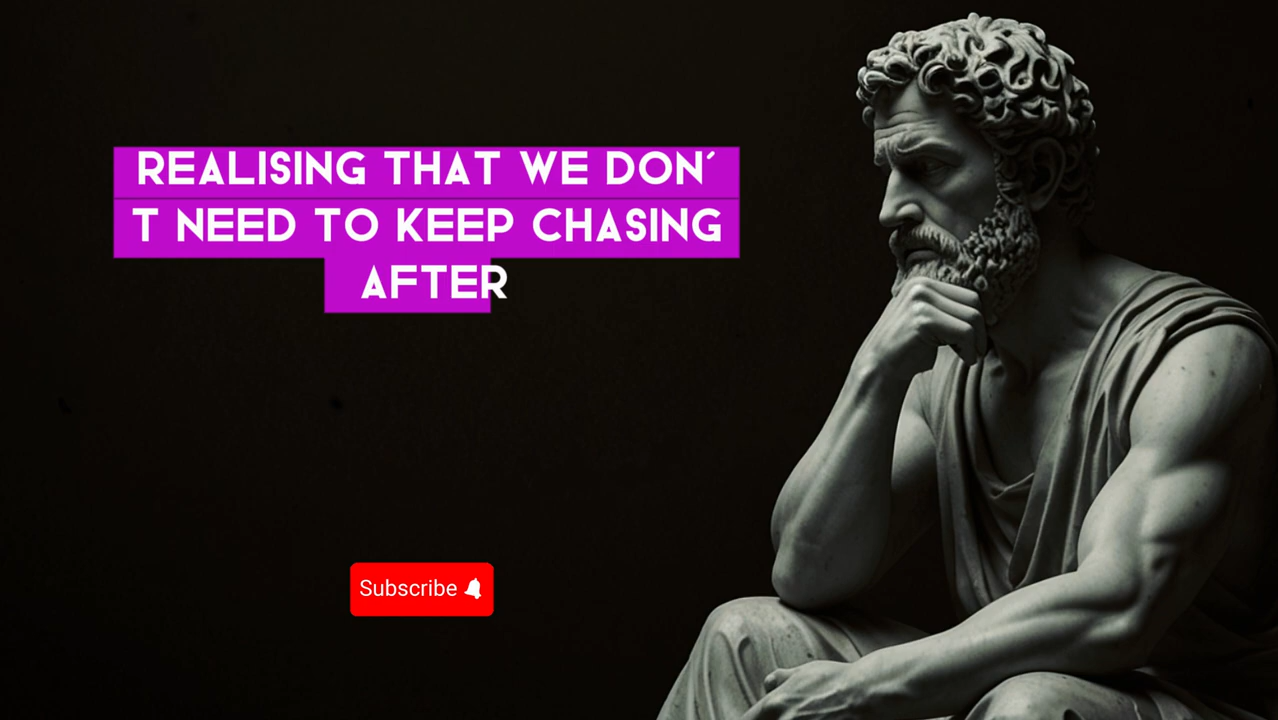 REALISING THAT WE DON'
T NEED TO KEEP CHASING
AFTER
Subscribe